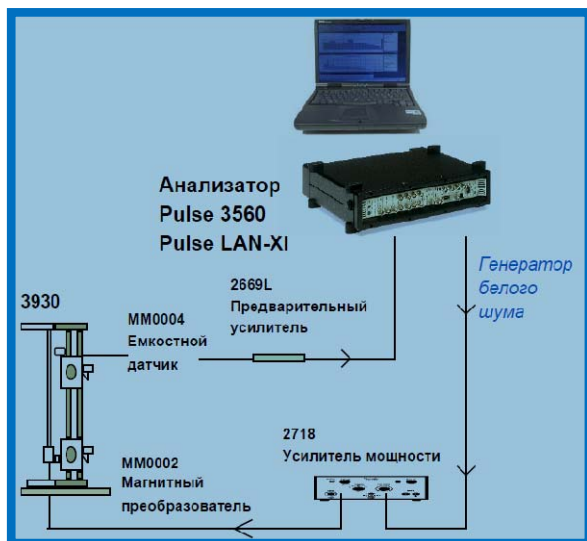 Анализатор
Pulse 3560
Pulse LAN-XI
Генератор
белого
шума
2669L
Предварительный
усилитель
3930
MM0004
Емкостной
датчик
2718
Усилитель мощности
MM0002
Магнитный
преобразователь